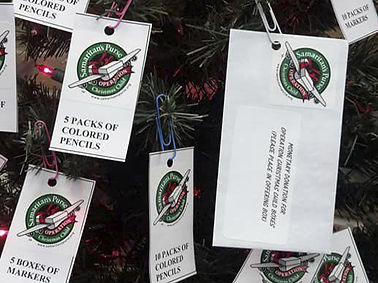 10 PACKS OF
MARKERS
Samaritan's Purse
OPERATION
Christmas Child
5 PACKS OF
COLORED
PENCILS
Samaritan's Purse
OPERATION
Christmas Child
MONETARY DONATION FOR
OPERATION CHRISTMAS CHILD BOXES
(PLEASE PLACE IN OFFERING BOX)
OF
Samaritan's Purse
OPERATION
Christmas Child
5 BOXES OF
MARKERS
Samaritan's Purse
OPERATION
Christmas Child
10 PACKS OF
COLORED
PENCILS
OPERATION